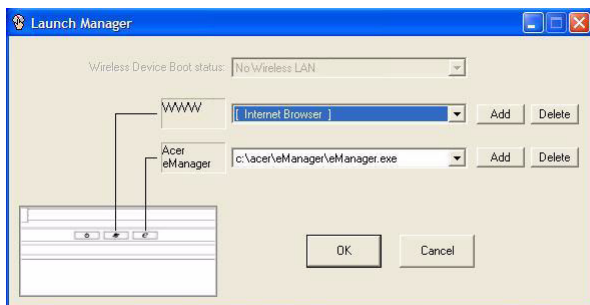 Launch Manager
Wireless Device Boot status: No Wireless LAN
WWW [ Internet Browser ] Add Delete
Acer
eManager c:\acer\eManager\eManager.exe Add Delete
OK Cancel